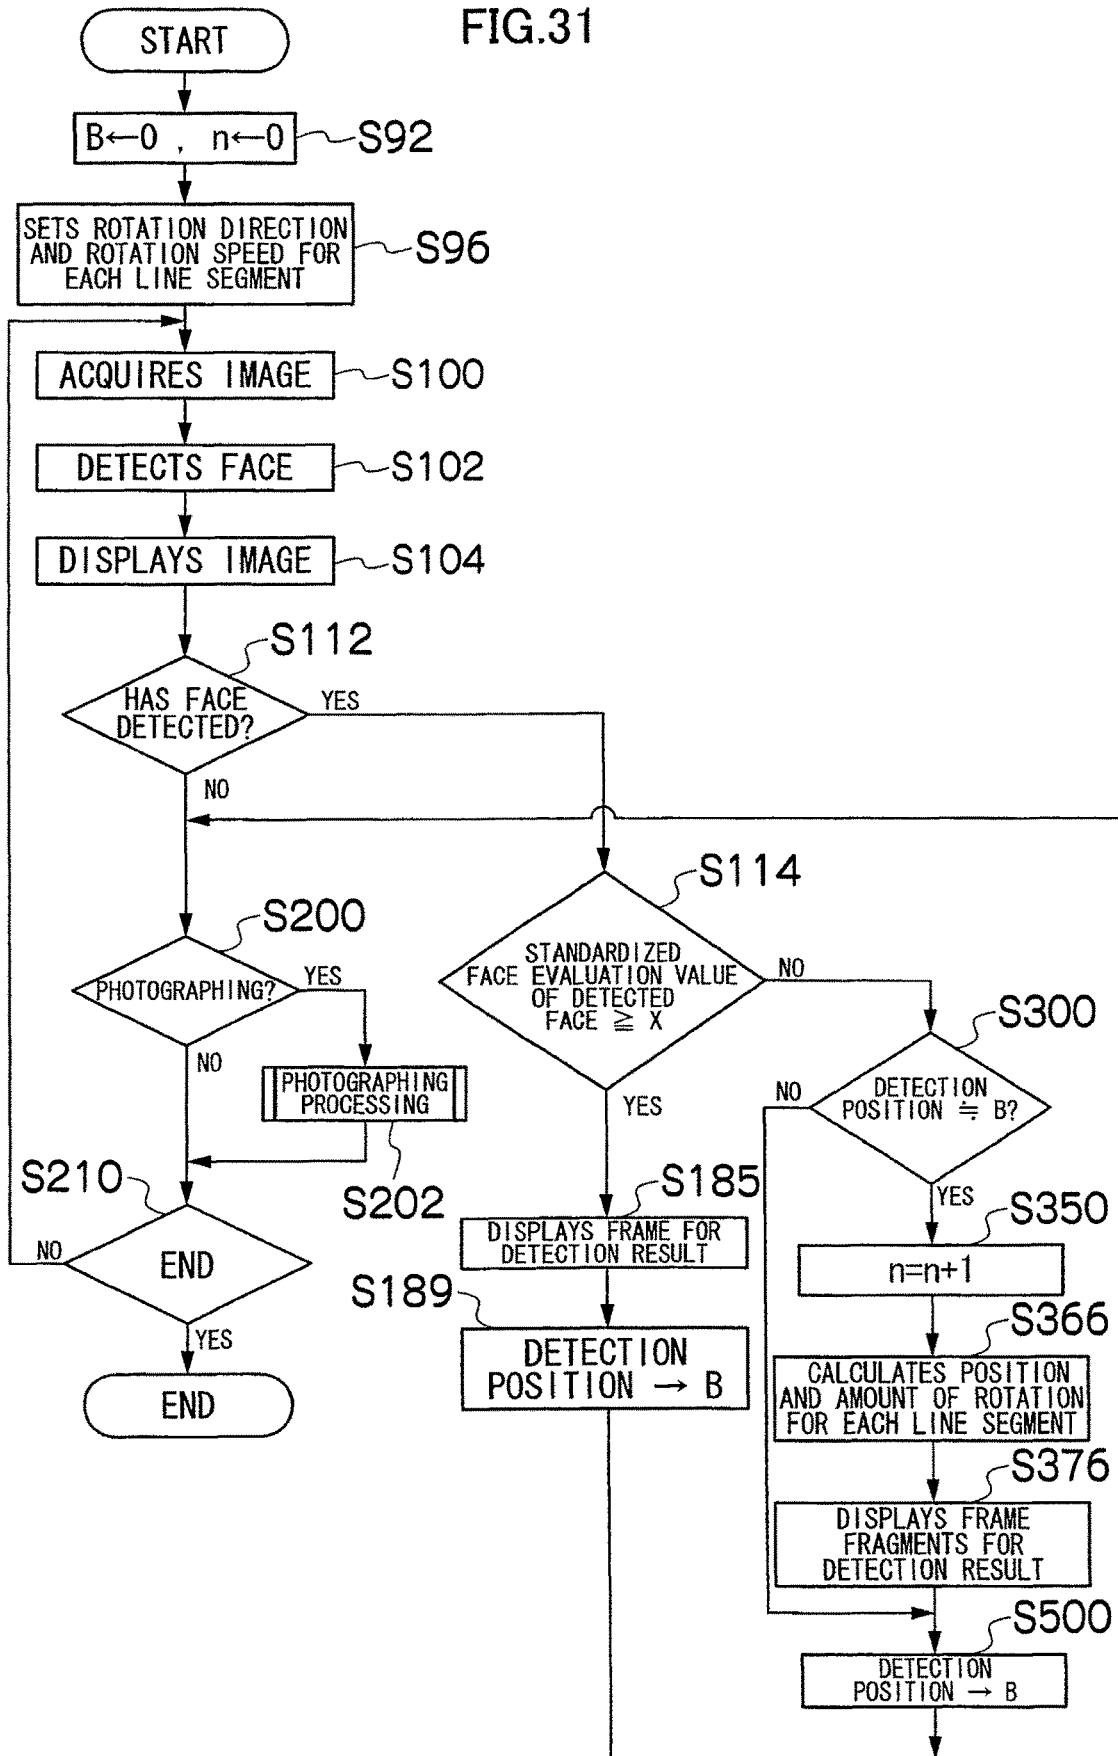 FIG.31
START
B←0 , n←0
S92
SETS ROTATION DIRECTION
AND ROTATION SPEED FOR
EACH LINE SEGMENT
S96
ACQUIRES IMAGE
S100
DETECTS FACE
S102
DISPLAYS IMAGE
S104
S112
HAS FACE
DETECTED?
YES
NO
S114
STANDARDIZED
FACE EVALUATION VALUE
OF DETECTED
FACE ≧ X
NO
YES
S200
PHOTOGRAPHING?
YES
NO
PHOTOGRAPHING
PROCESSING
S202
S210
END
NO
YES
END
S185
DISPLAYS FRAME FOR
DETECTION RESULT
S189
DETECTION
POSITION → B
S300
DETECTION
POSITION ≒ B?
NO
YES
S350
n=n+1
S366
CALCULATES POSITION
AND AMOUNT OF ROTATION
FOR EACH LINE SEGMENT
S376
DISPLAYS FRAME
FRAGMENTS FOR
DETECTION RESULT
S500
DETECTION
POSITION → B